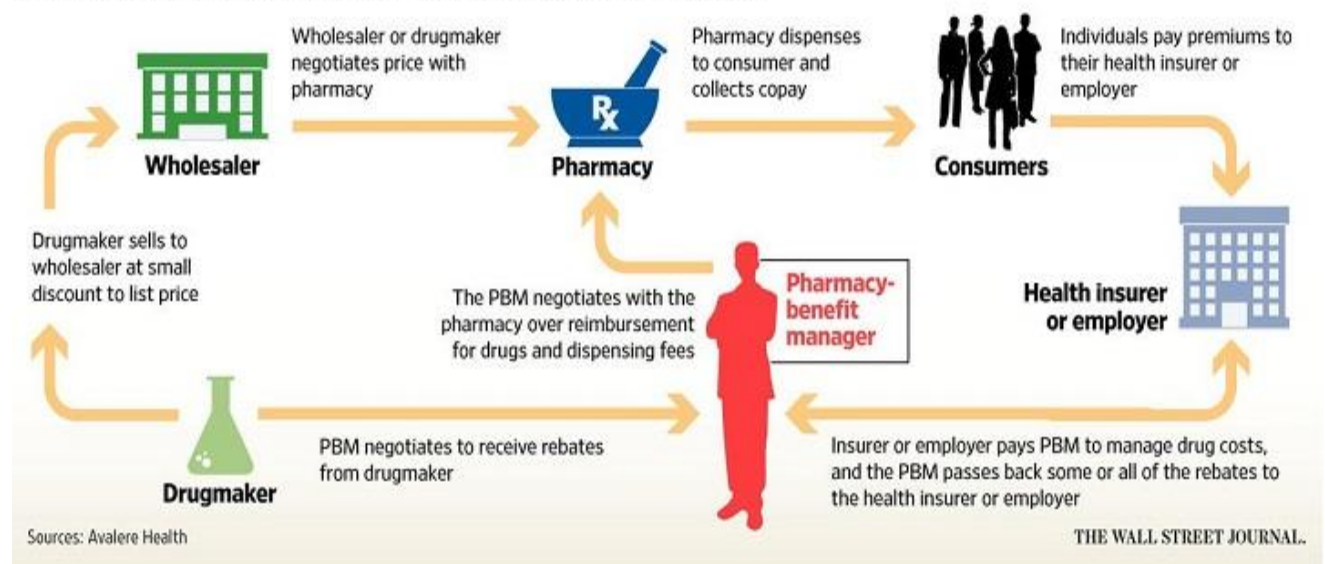 Wholesaler or drugmaker
negotiates price with
pharmacy
Pharmacy dispenses
to consumer and
collects copay
Individuals pay premiums to
their health insurer or
employer
Rx
Wholesaler
Pharmacy
Consumers
Drugmaker sells to
wholesaler at small
discount to list price
The PBM negotiates with the
pharmacy over reimbursement
for drugs and dispensing fees
Pharmacy-
benefit
manager
Health insurer
or employer
PBM negotiates to receive rebates
from drugmaker
Insurer or employer pays PBM to manage drug costs,
and the PBM passes back some or all of the rebates to
the health insurer or employer
Drugmaker
Sources: Avalere Health
THE WALL STREET JOURNAL.